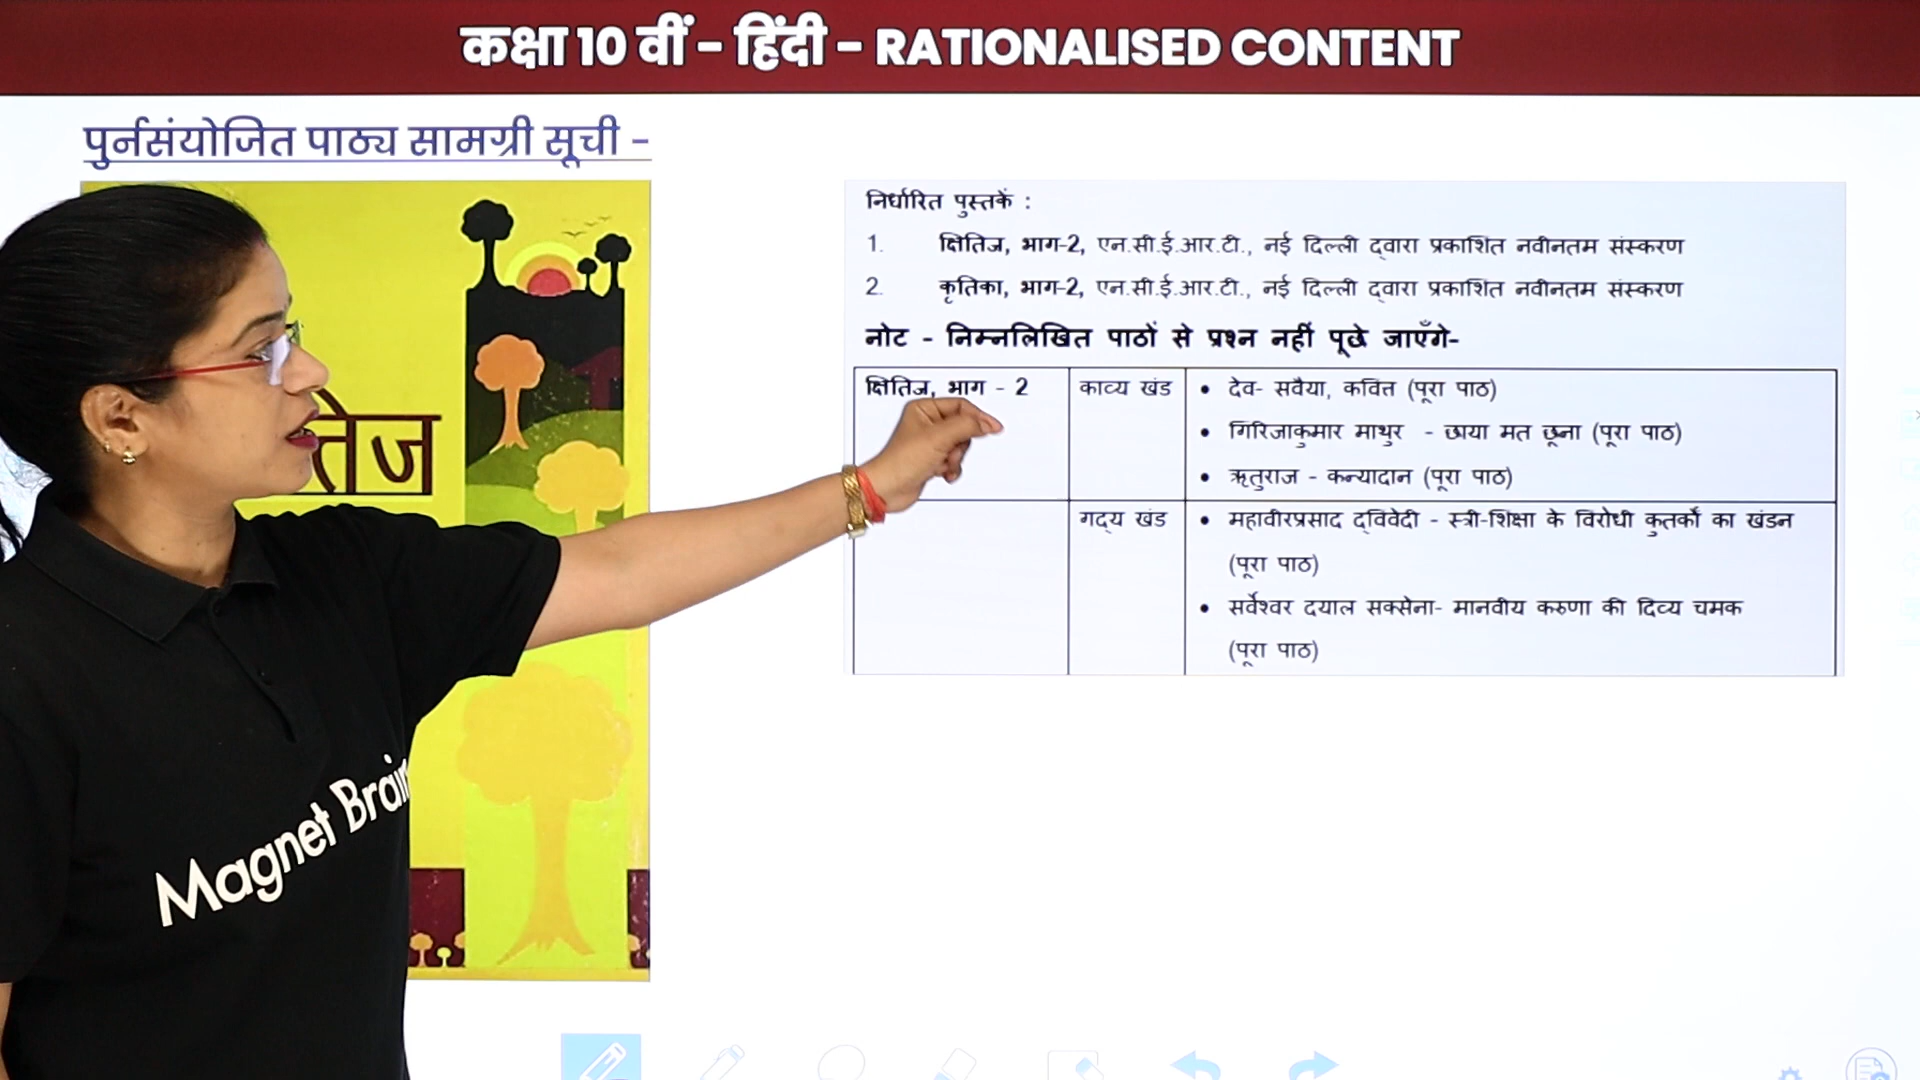 कक्षा 10 वीं - हिंदी - RATIONALISED CONTENT
पुर्नसंयोजित पाठ्य सामग्री सूची -
तिज
निर्धारित पुस्तकें :
1. क्षितिज, भाग-2, एन.सी.ई.आर.टी., नई दिल्ली द्वारा प्रकाशित नवीनतम संस्करण
2. कृतिका, भाग-2, एन.सी.ई.आर.टी., नई दिल्ली द्वारा प्रकाशित नवीनतम संस्करण
नोट - निम्नलिखित पाठों से प्रश्न नहीं पूछे जाएँगे-
क्षितिज, भाग - 2 काव्य खंड • देव- सवैया, कवित्त (पूरा पाठ)
• गिरिजाकुमार माथुर - छाया मत छूना (पूरा पाठ)
• ऋतुराज - कन्यादान (पूरा पाठ)
गद्य खंड • महावीरप्रसाद द्विवेदी - स्त्री-शिक्षा के विरोधी कुतर्कों का खंडन
(पूरा पाठ)
• सर्वेश्वर दयाल सक्सेना- मानवीय करुणा की दिव्य चमक
(पूरा पाठ)
Magnet Brain